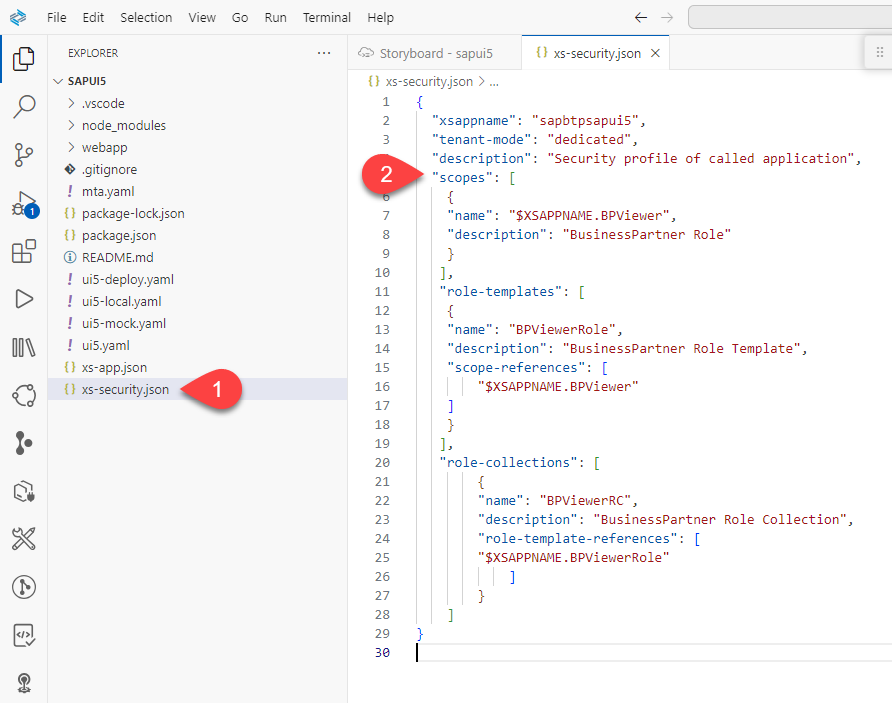 File Edit Selection View Go Run Terminal Help
EXPLORER ...
SAPUI5
.vscode
node_modules
webapp
.gitignore
mta.yaml
package-lock.json
package.json
README.md
ui5-deploy.yaml
ui5-local.yaml
ui5-mock.yaml
ui5.yaml
xs-app.json
xs-security.json
1
1
Storyboard - sapui5
{} xs-security.json
{} xs-security.json > ...
1 {
2 "xsappname": "sapbtpsapui5",
3 "tenant-mode": "dedicated",
"description": "Security profile of called application",
2 "scopes": [
6 {
7 "name": "$XSAPPNAME.BPViewer",
8 "description": "BusinessPartner Role"
9 }
10 ],
11 "role-templates": [
12 {
13 "name": "BPViewerRole",
14 "description": "BusinessPartner Role Template",
15 "scope-references": [
16 "$XSAPPNAME.BPViewer"
17 ]
18 }
19 ],
20 "role-collections": [
21 {
22 "name": "BPViewerRC",
23 "description": "BusinessPartner Role Collection",
24 "role-template-references": [
25 "$XSAPPNAME.BPViewerRole"
26 ]
27 }
28 ]
29 }
30